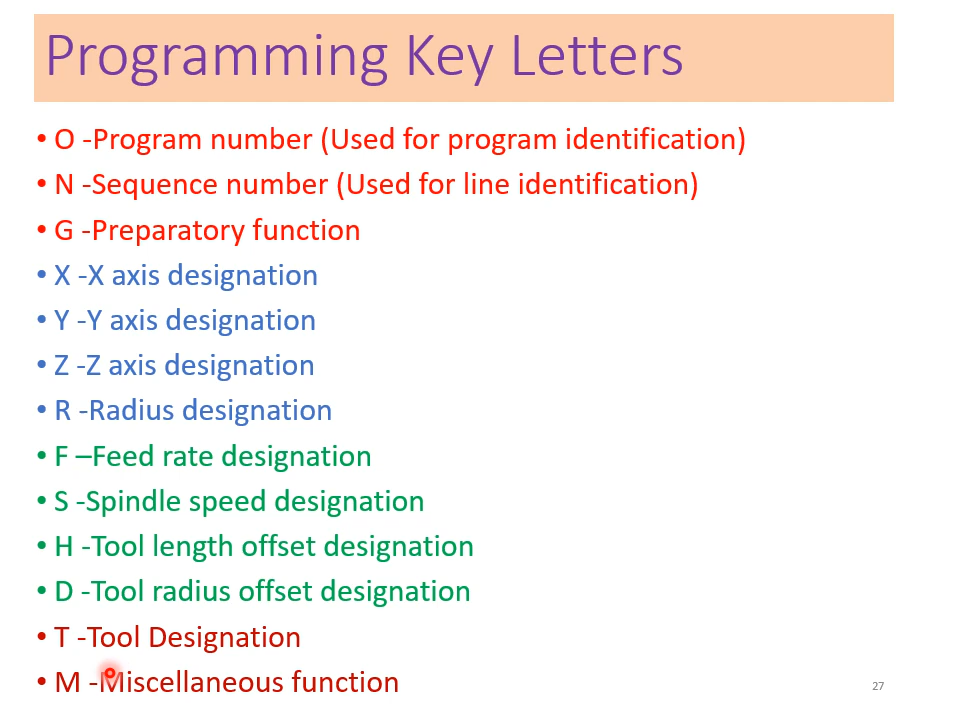 Programming Key Letters
• O -Program number (Used for program identification)
• N -Sequence number (Used for line identification)
• G -Preparatory function
• X -X axis designation
• Y -Y axis designation
• Z -Z axis designation
• R -Radius designation
• F –Feed rate designation
• S -Spindle speed designation
• H -Tool length offset designation
• D -Tool radius offset designation
• T -Tool Designation
• M -Miscellaneous function
27